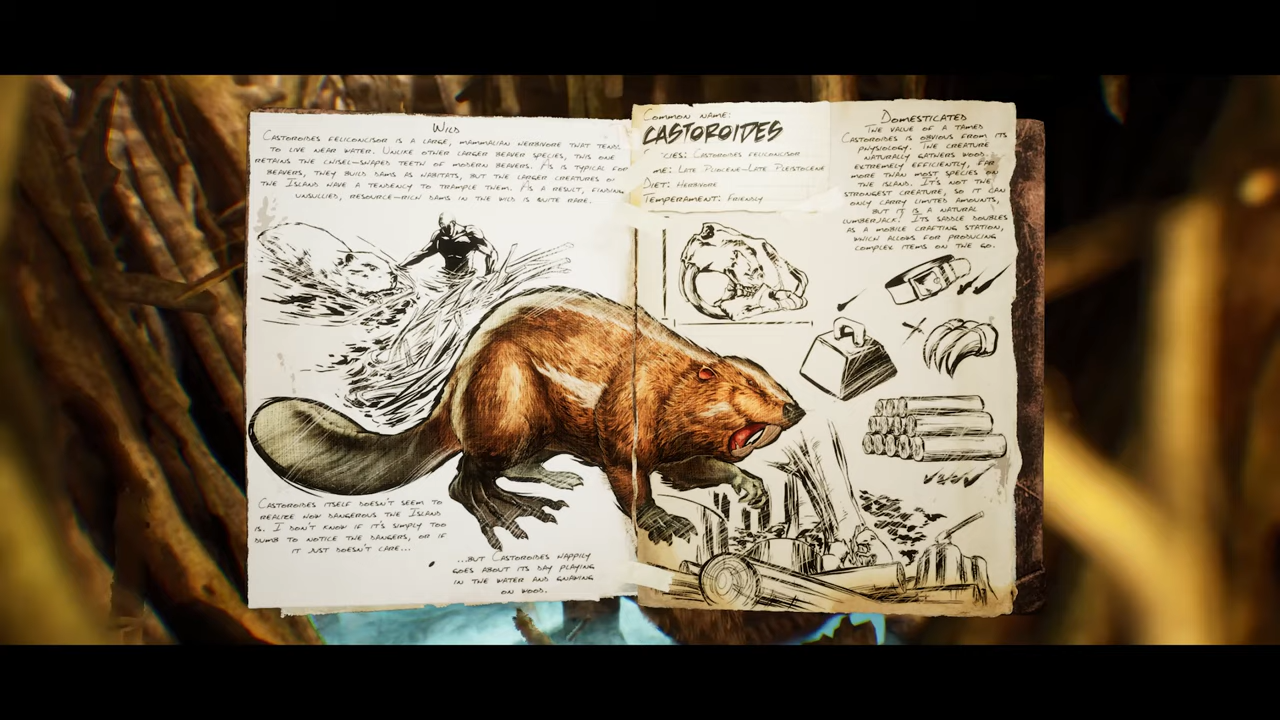 Wild
Castoroides feliconcisor is a large, mammalian herbivore that tends
to live near water. Unlike other larger beaver species, this one
retains the chisel-shaped teeth of modern beavers. As is typical for
beavers, they build dams as habitats, but the larger creatures of
the Island have a tendency to trample them. As a result, finding
unsullied, resource-rich dams in the wild is quite rare.
Castoroides itself doesn't seem to
realize how dangerous the Island
is. I don't know if it's simply too
dumb to notice the dangers, or if
it just doesn't care...
...but Castoroides happily
goes about its day playing
in the water and gnawing
on wood.
Common name:
CASTOROIDES
cies: Castoroides feliconcisor
me: Late Pliocene-Late Pleistocene
Diet: Herbivore
Temperament: Friendly
Domesticated
The value of a tamed
Castoroides is obvious from its
physiology. The creature
naturally gathers wood
extremely efficiently, far
more than most species on
the island. It's not the
strongest creature, so it can
only carry limited amounts,
but it is a natural
lumberjack! Its saddle doubles
as a mobile crafting station,
which allows for producing
complex items on the go.